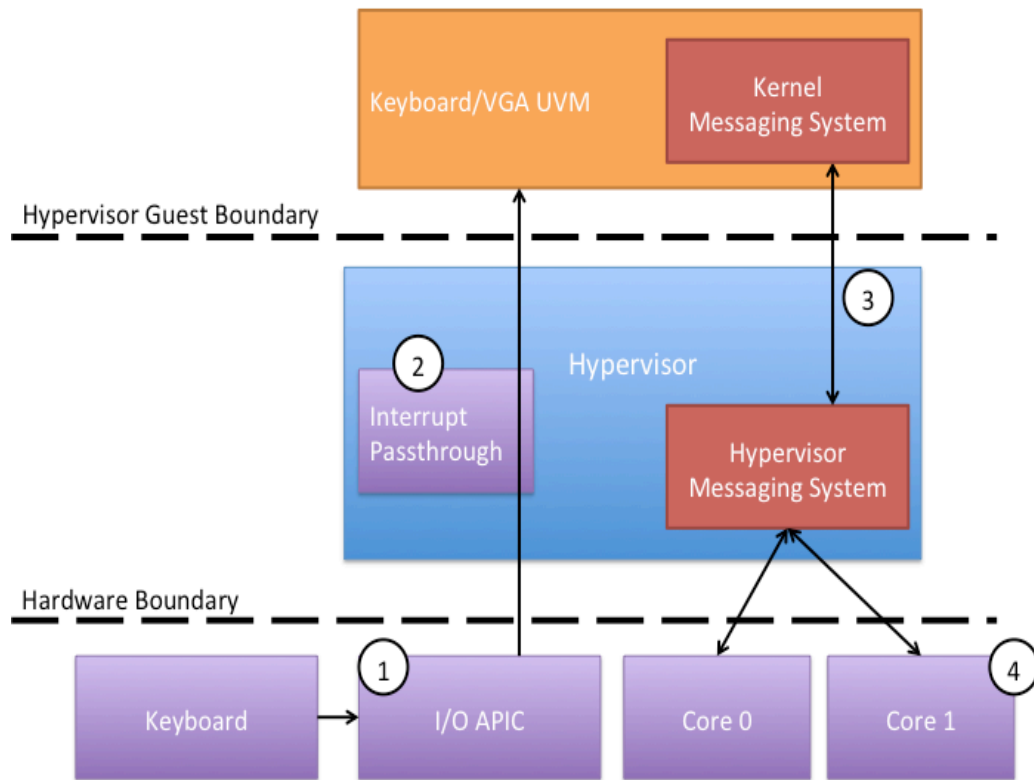 Keyboard/VGA UVM
Kernel
Messaging System
Hypervisor Guest Boundary
3
2
Hypervisor
Interrupt
Passthrough
Hypervisor
Messaging System
Hardware Boundary
1
4
Keyboard
I/O APIC
Core 0
Core 1